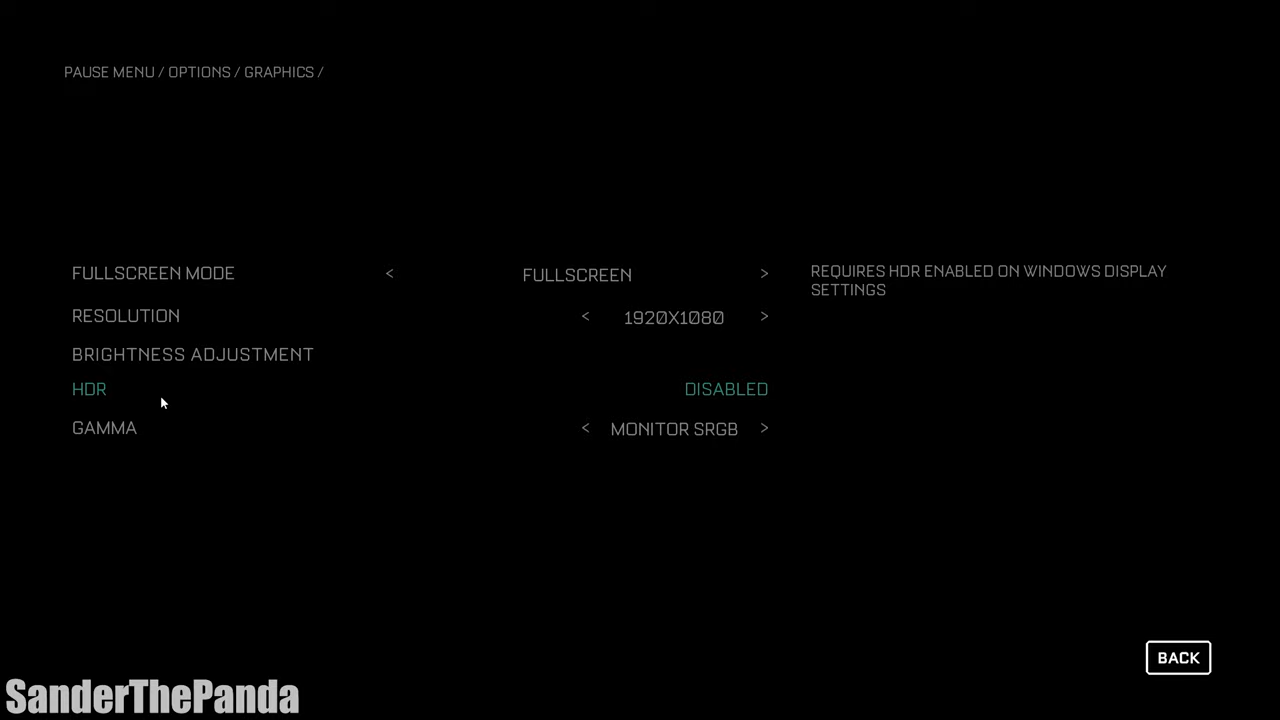 PAUSE MENU / OPTIONS / GRAPHICS /
FULLSCREEN MODE < FULLSCREEN >
REQUIRES HDR ENABLED ON WINDOWS DISPLAY
SETTINGS
RESOLUTION < 1920X1080 >
BRIGHTNESS ADJUSTMENT
HDR DISABLED
GAMMA < MONITOR SRGB >
BACK
SanderThePanda